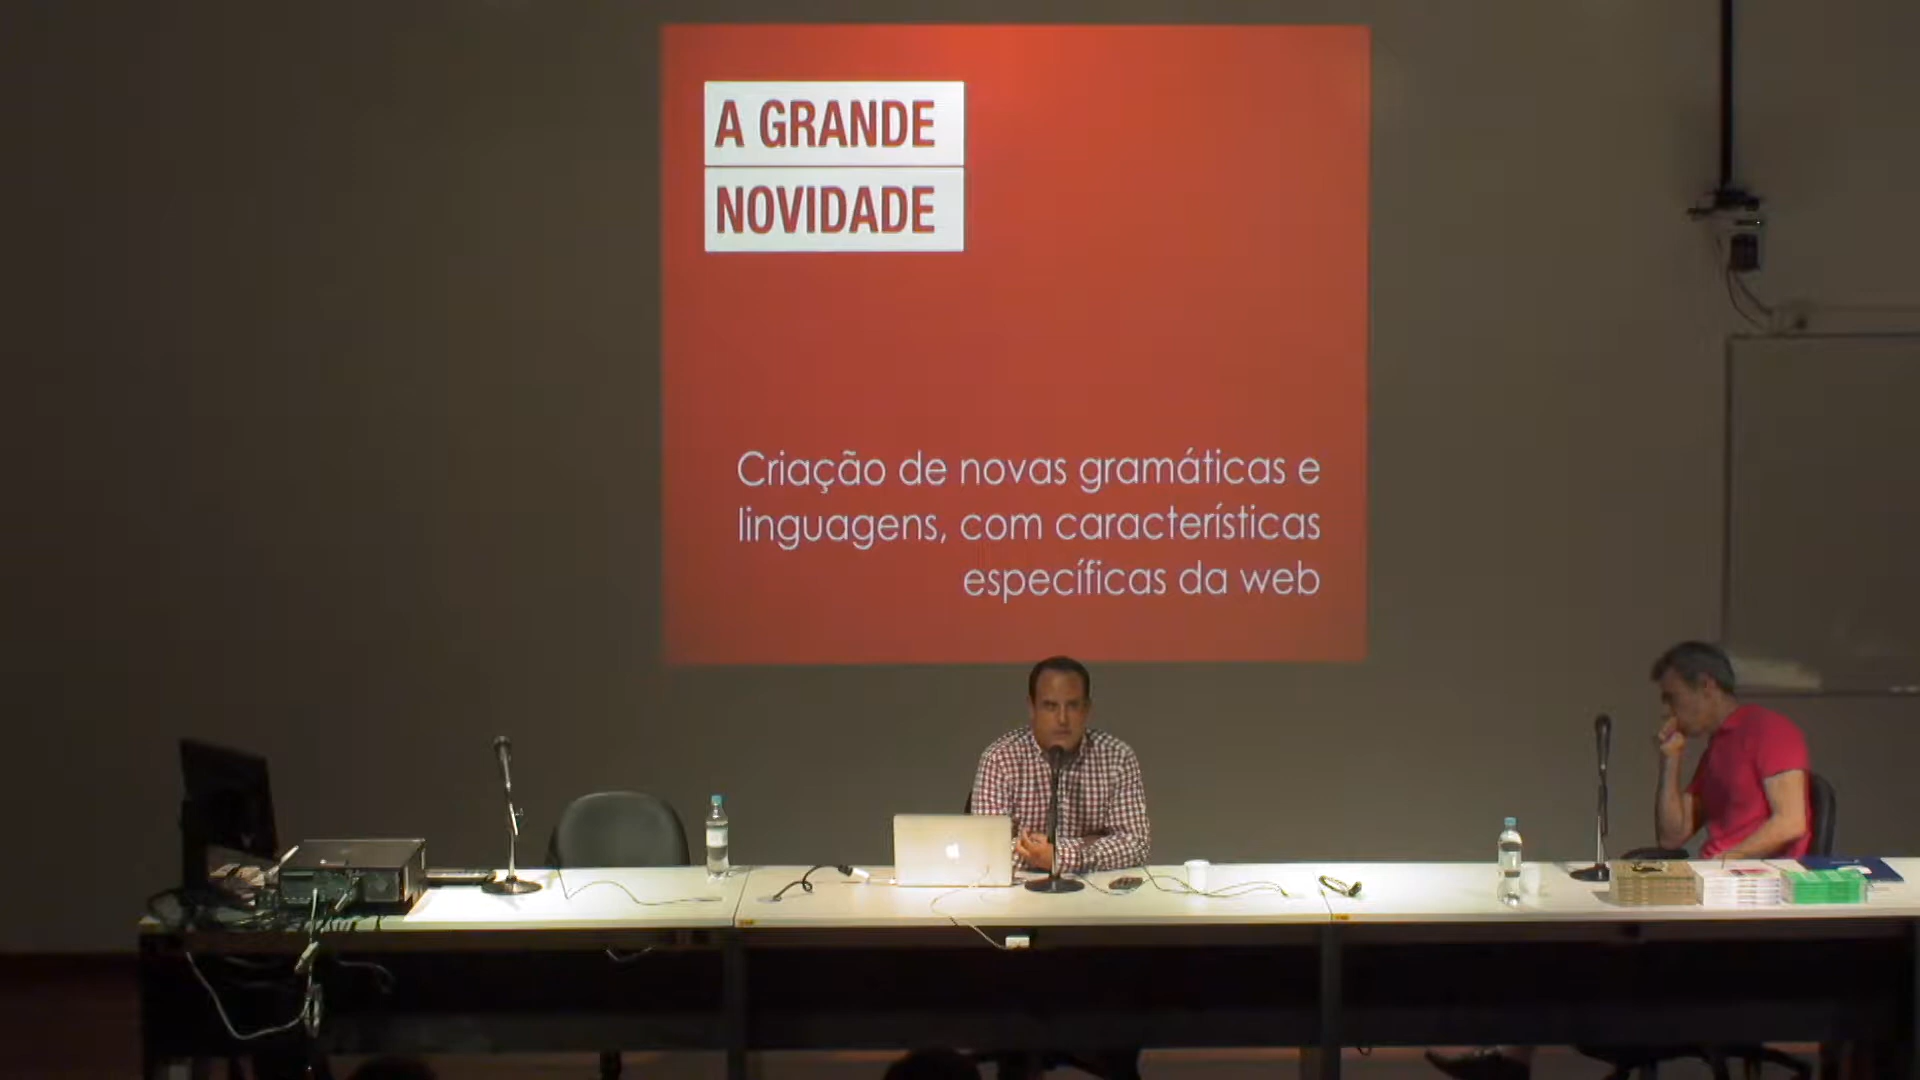 A GRANDE
NOVIDADE
Criação de novas gramáticas e
linguagens, com características
específicas da web